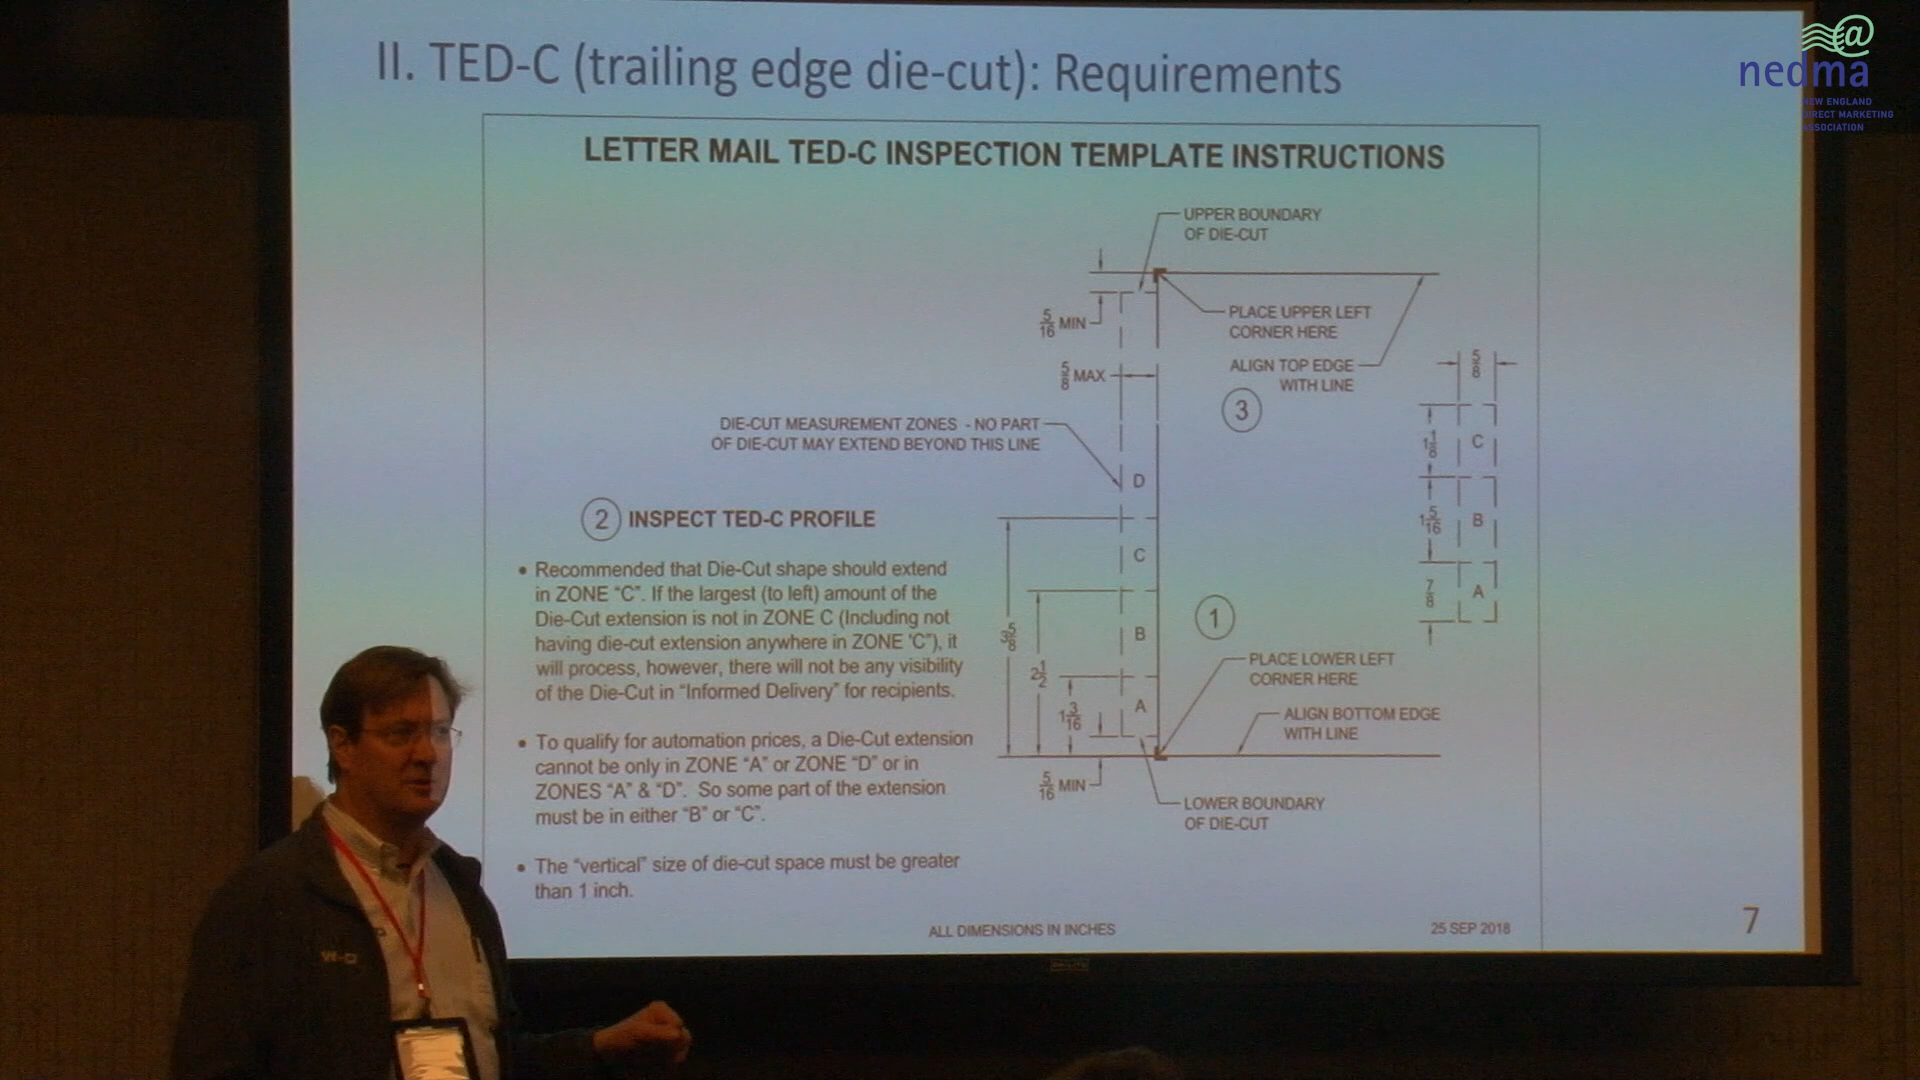 II. TED-C (trailing edge die-cut): Requirements
nedma
NEW ENGLAND
DIRECT MARKETING
ASSOCIATION
LETTER MAIL TED-C INSPECTION TEMPLATE INSTRUCTIONS
UPPER BOUNDARY
OF DIE-CUT
5/16 MIN
PLACE UPPER LEFT
CORNER HERE
5/8 MAX
ALIGN TOP EDGE
WITH LINE
3
5/8
DIE-CUT MEASUREMENT ZONES - NO PART
OF DIE-CUT MAY EXTEND BEYOND THIS LINE
1 1/8
C
D
2 INSPECT TED-C PROFILE
1 5/16
B
C
• Recommended that Die-Cut shape should extend
in ZONE "C". If the largest (to left) amount of the
Die-Cut extension is not in ZONE C (Including not
having die-cut extension anywhere in ZONE 'C"), it
will process, however, there will not be any visibility
of the Die-Cut in "Informed Delivery" for recipients.
7/8
A
1
3 5/8
B
2 1/2
PLACE LOWER LEFT
CORNER HERE
1 3/16
A
ALIGN BOTTOM EDGE
WITH LINE
• To qualify for automation prices, a Die-Cut extension
cannot be only in ZONE "A" or ZONE "D" or in
ZONES "A" & "D". So some part of the extension
must be in either "B" or "C".
5/16 MIN
LOWER BOUNDARY
OF DIE-CUT
• The "vertical" size of die-cut space must be greater
than 1 inch.
ALL DIMENSIONS IN INCHES
25 SEP 2018
7